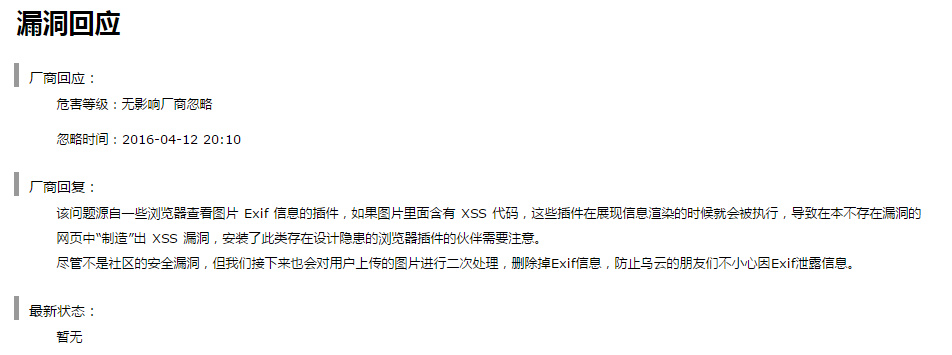 漏洞回应
厂商回应：
危害等级：无影响厂商忽略
忽略时间：2016-04-12 20:10
厂商回复：
该问题源自一些浏览器查看图片 Exif 信息的插件，如果图片里面含有 XSS 代码，这些插件在展现信息渲染的时候就会被执行，导致在本不存在漏洞的
网页中“制造”出 XSS 漏洞，安装了此类存在设计隐患的浏览器插件的伙伴需要注意。
尽管不是社区的安全漏洞，但我们接下来也会对用户上传的图片进行二次处理，删除掉Exif信息，防止乌云的朋友们不小心因Exif泄露信息。
最新状态：
暂无